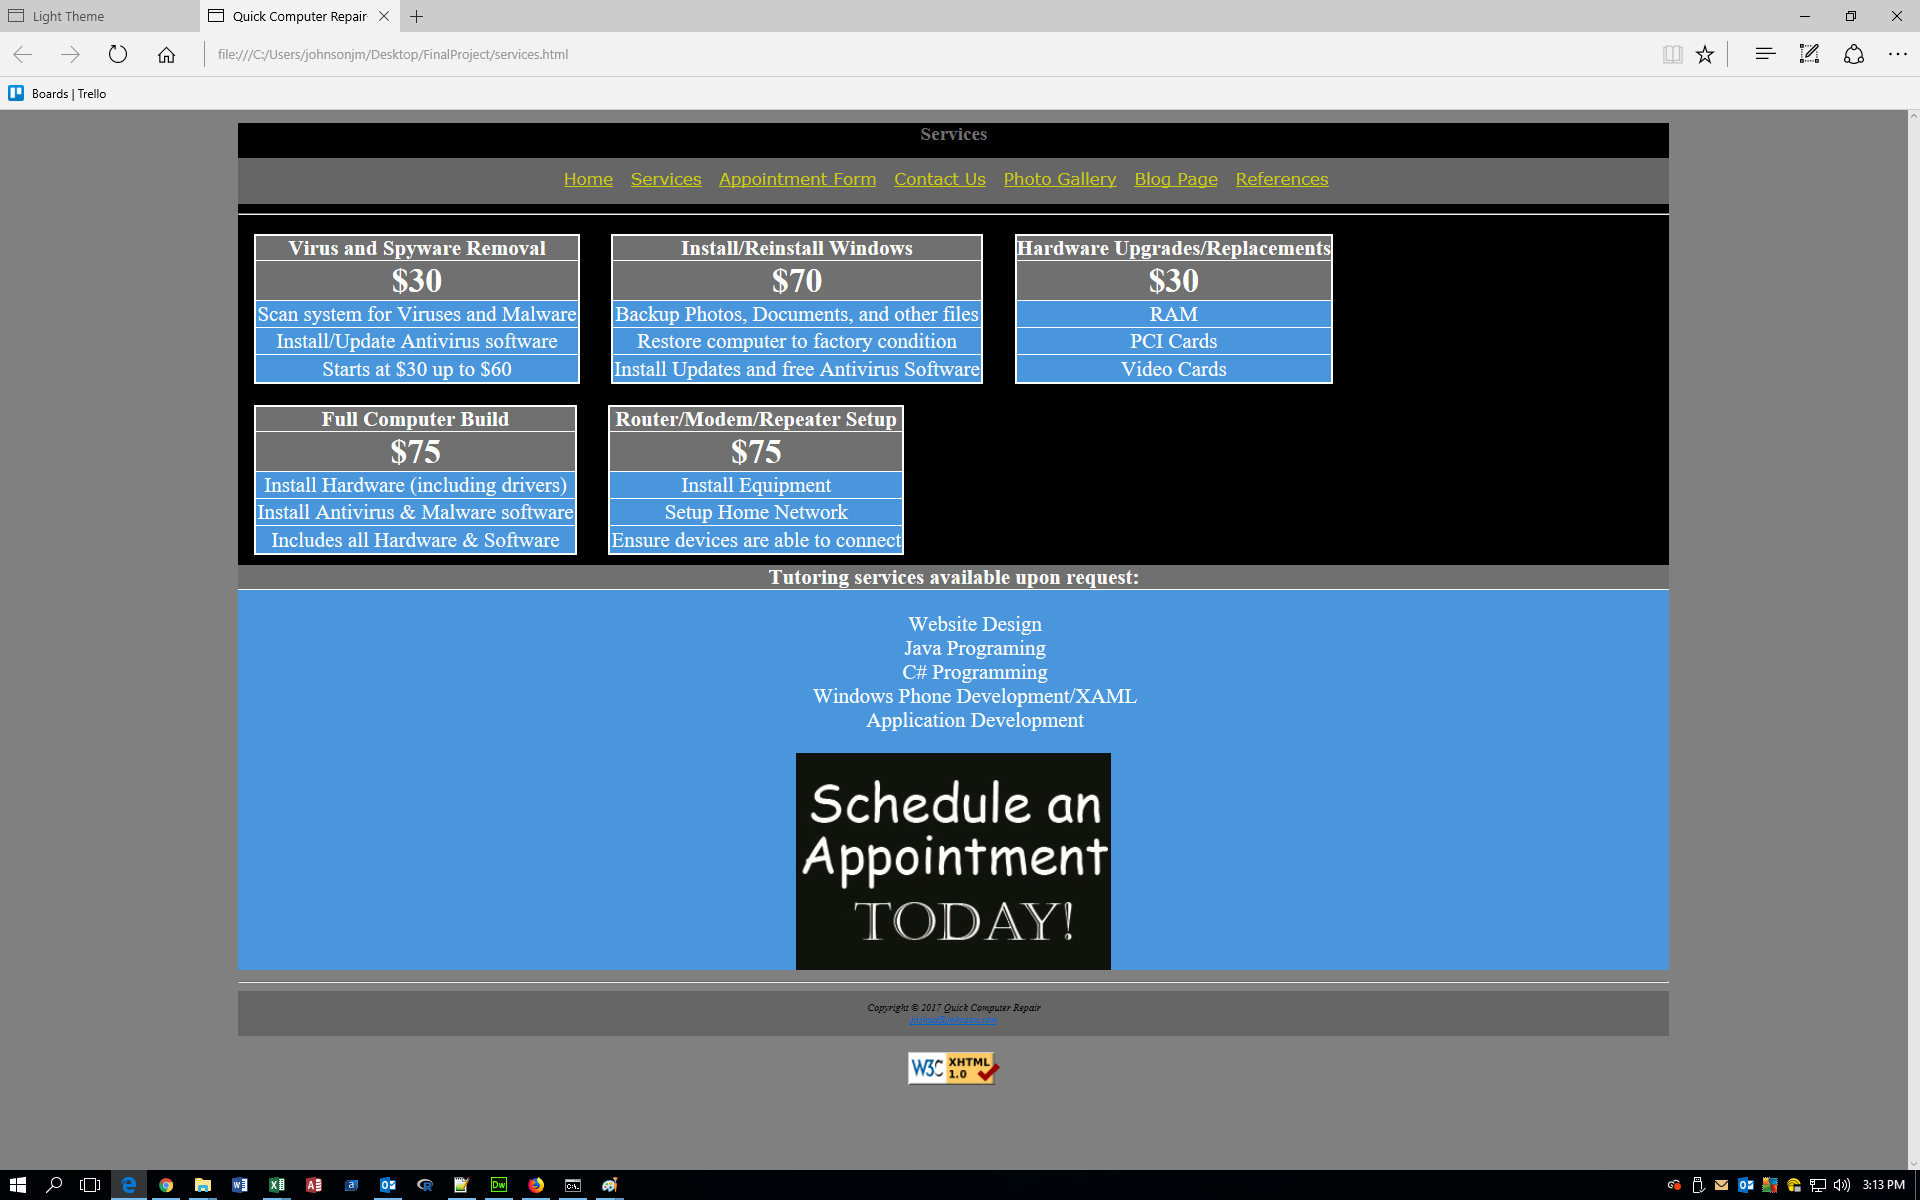 Light Theme
Quick Computer Repair
file:///C:/Users/johnsonjm/Desktop/FinalProject/services.html
Boards | Trello
Services
Home Services Appointment Form Contact Us Photo Gallery Blog Page References
Virus and Spyware Removal
$30
Scan system for Viruses and Malware
Install/Update Antivirus software
Starts at $30 up to $60
Install/Reinstall Windows
$70
Backup Photos, Documents, and other files
Restore computer to factory condition
Install Updates and free Antivirus Software
Hardware Upgrades/Replacements
$30
RAM
PCI Cards
Video Cards
Full Computer Build
$75
Install Hardware (including drivers)
Install Antivirus & Malware software
Includes all Hardware & Software
Router/Modem/Repeater Setup
$75
Install Equipment
Setup Home Network
Ensure devices are able to connect
Tutoring services available upon request:
Website Design
Java Programing
C# Programming
Windows Phone Development/XAML
Application Development
Schedule an
Appointment
TODAY!
Copyright © 2017 Quick Computer Repair
joshua@johnson.com
W3C XHTML
1.0
3:13 PM